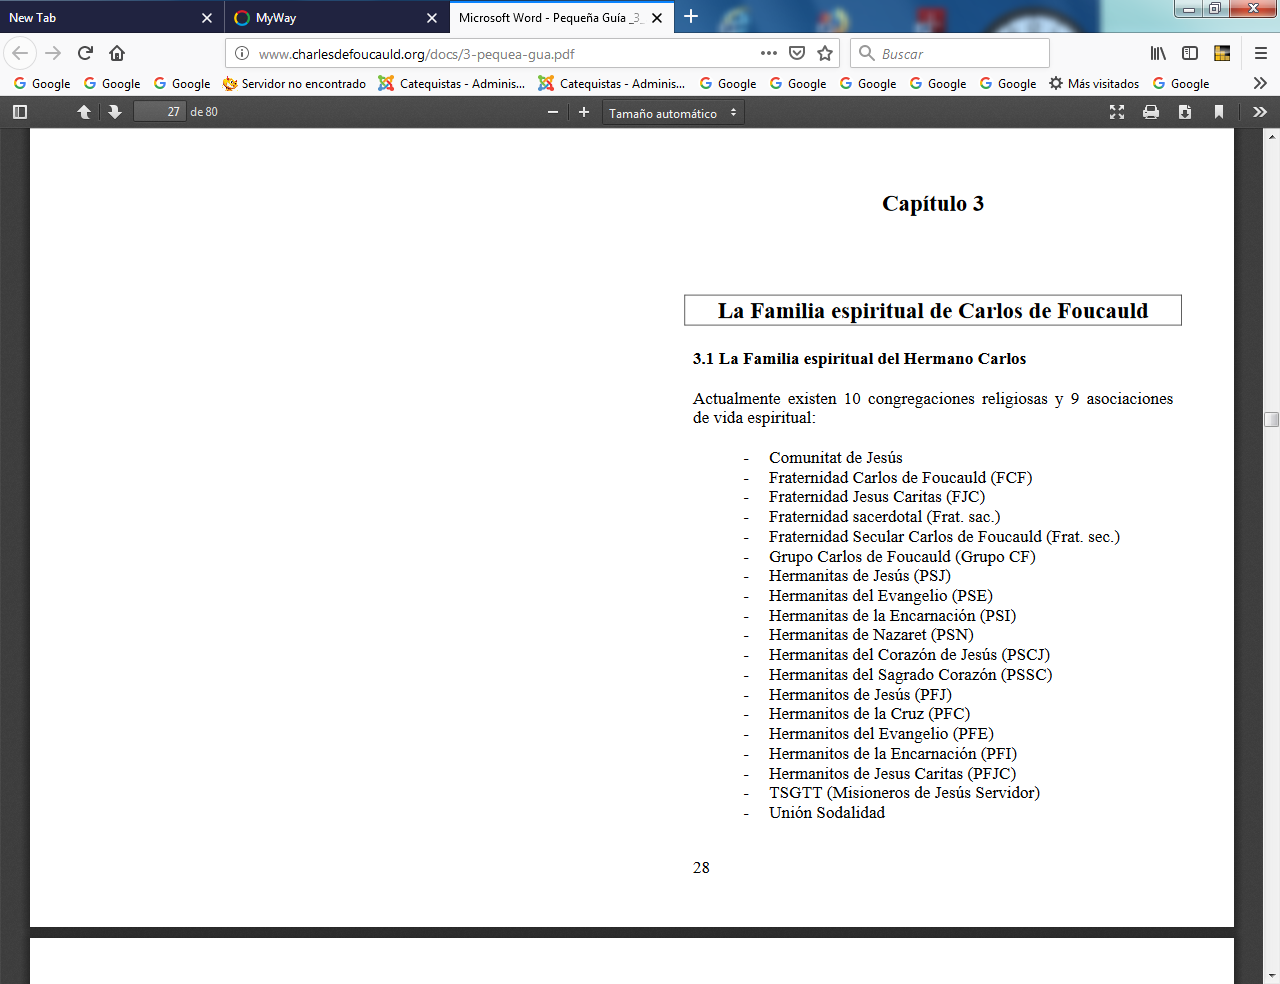 New Tab
MyWay
Microsoft Word - Pequeña Guía _3_
www.charlesdefoucauld.org/docs/3-pequea-gua.pdf
Buscar
Google Google Google Servidor no encontrado Catequistas - Adminis... Catequistas - Adminis... Google Google Google Google Google Más visitados Google
27 de 80
Tamaño automático
Capítulo 3
La Familia espiritual de Carlos de Foucauld
3.1 La Familia espiritual del Hermano Carlos
Actualmente existen 10 congregaciones religiosas y 9 asociaciones
de vida espiritual:
- Comunitat de Jesús
- Fraternidad Carlos de Foucauld (FCF)
- Fraternidad Jesus Caritas (FJC)
- Fraternidad sacerdotal (Frat. sac.)
- Fraternidad Secular Carlos de Foucauld (Frat. sec.)
- Grupo Carlos de Foucauld (Grupo CF)
- Hermanitas de Jesús (PSJ)
- Hermanitas del Evangelio (PSE)
- Hermanitas de la Encarnación (PSI)
- Hermanitas de Nazaret (PSN)
- Hermanitas del Corazón de Jesús (PSCJ)
- Hermanitas del Sagrado Corazón (PSSC)
- Hermanitos de Jesús (PFJ)
- Hermanitos de la Cruz (PFC)
- Hermanitos del Evangelio (PFE)
- Hermanitos de la Encarnación (PFI)
- Hermanitos de Jesus Caritas (PFJC)
- TSGTT (Misioneros de Jesús Servidor)
- Unión Sodalidad
28